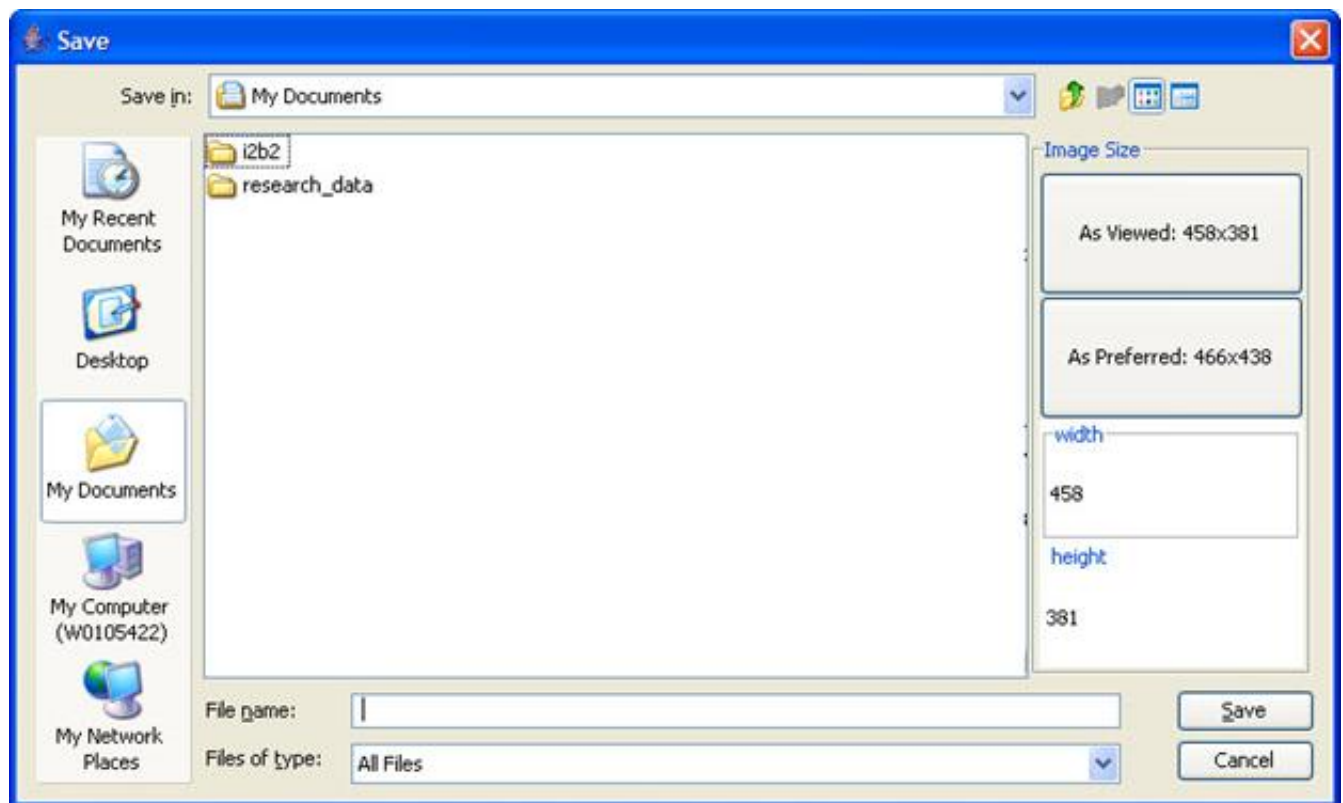 Save
Save in: My Documents
i2b2
research_data
My Recent
Documents
Desktop
My Documents
My Computer
(W0105422)
My Network
Places
Image Size
As Viewed: 458x381
As Preferred: 466x438
width
458
height
381
File name:
Save
Files of type: All Files
Cancel